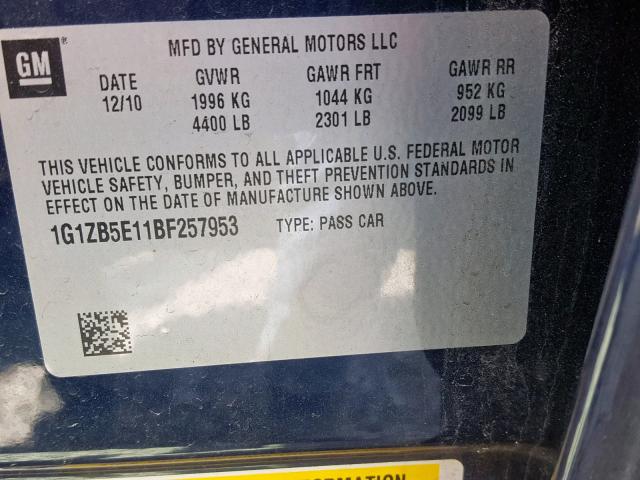 GM ®
MFD BY GENERAL MOTORS LLC
DATE GVWR GAWR FRT GAWR RR
12/10 1996 KG 1044 KG 952 KG
4400 LB 2301 LB 2099 LB
THIS VEHICLE CONFORMS TO ALL APPLICABLE U.S. FEDERAL MOTOR
VEHICLE SAFETY, BUMPER, AND THEFT PREVENTION STANDARDS IN
EFFECT ON THE DATE OF MANUFACTURE SHOWN ABOVE.
1G1ZB5E11BF257953 TYPE: PASS CAR
INFORMATION